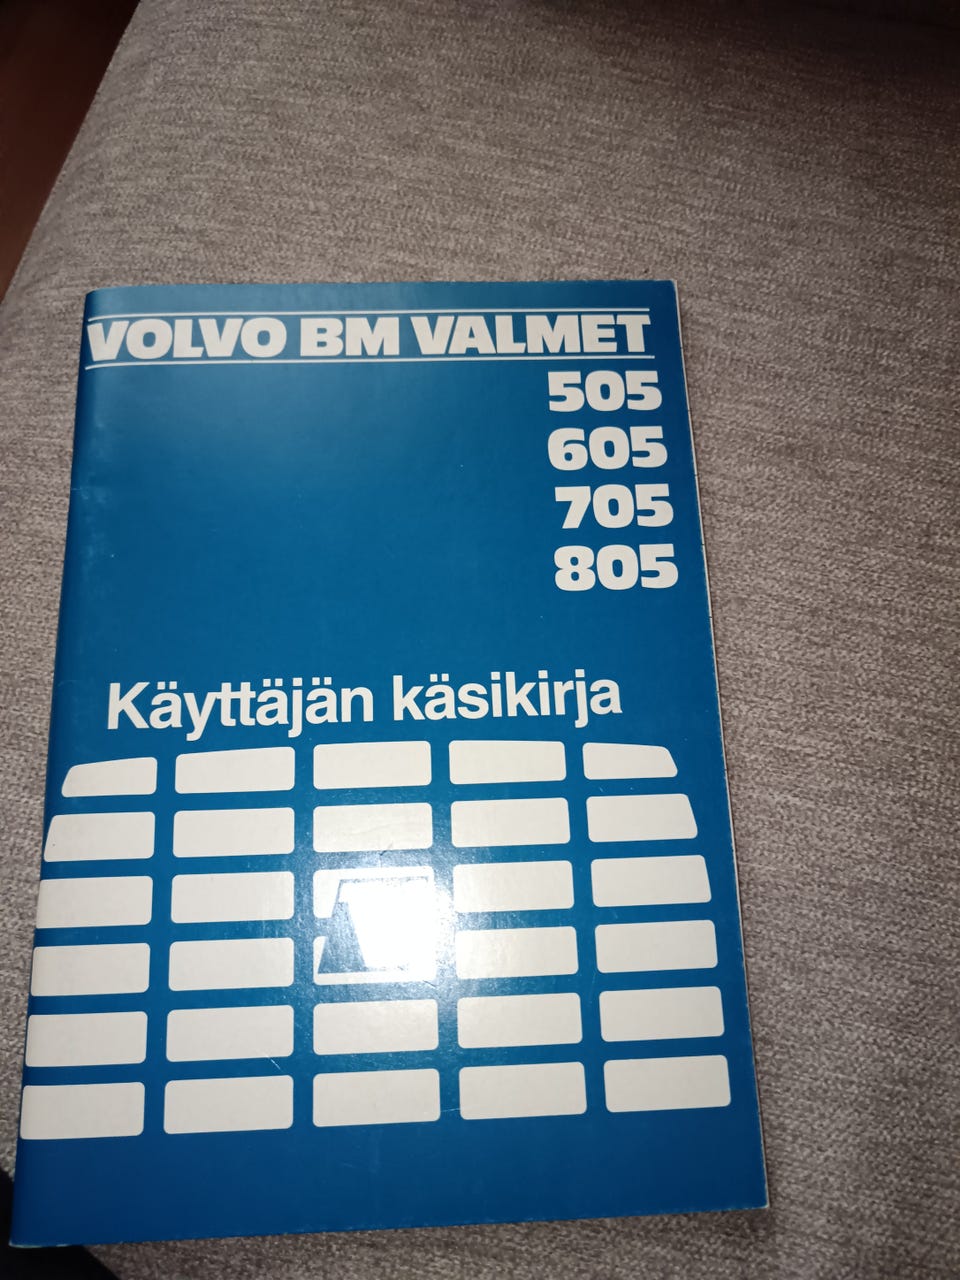 VOLVO BM VALMET
505
605
705
805
Käyttäjän käsikirja